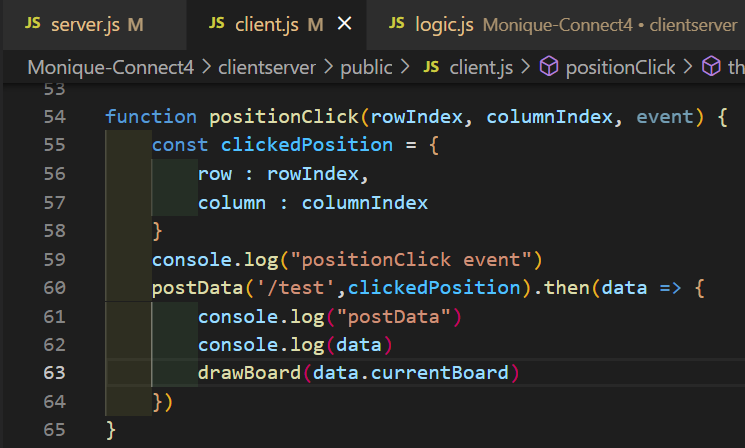 JS server.js M JS client.js M × JS logic.js Monique-Connect4 • clientserver
Monique-Connect4 > clientserver > public > JS client.js > positionClick > th
53
54 function positionClick(rowIndex, columnIndex, event) {
55 const clickedPosition = {
56 row : rowIndex,
57 column : columnIndex
58 }
59 console.log("positionClick event")
60 postData('/test',clickedPosition).then(data => {
61 console.log("postData")
62 console.log(data)
63 drawBoard(data.currentBoard)
64 })
65 }